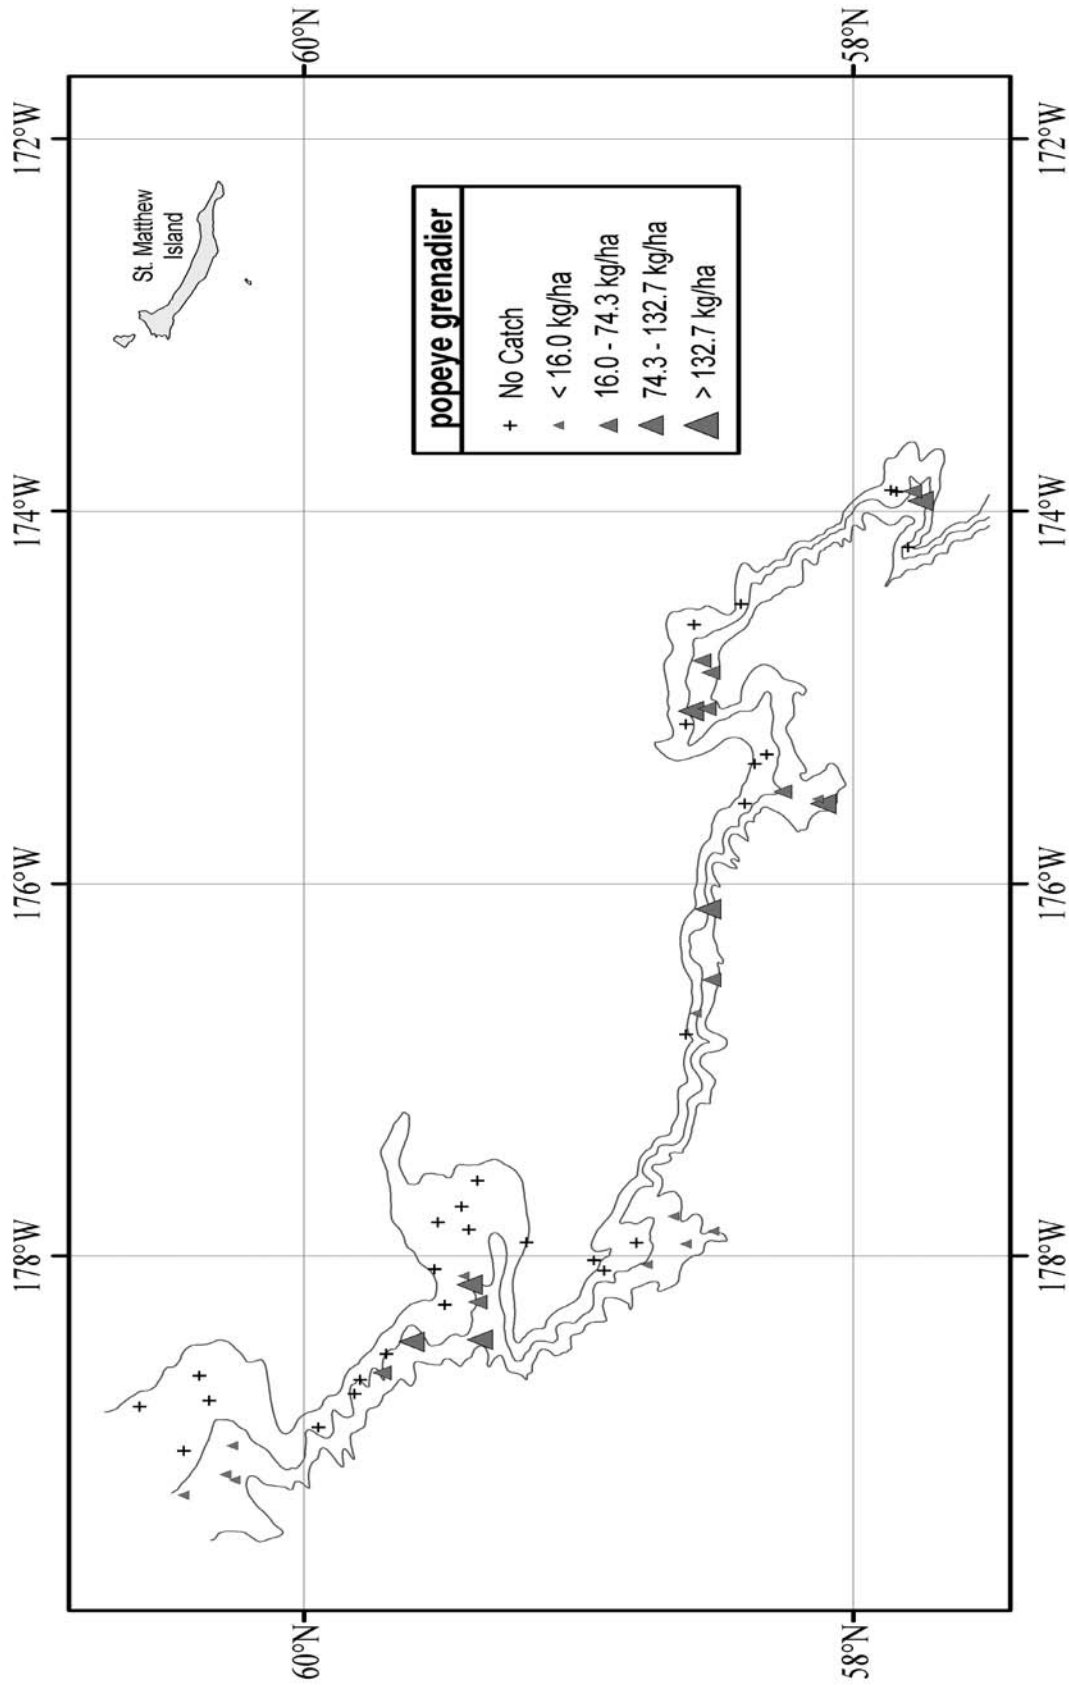 172°W
174°W
176°W
178°W
60°N
60°N
58°N
58°N
St. Matthew
Island
popeye grenadier
No Catch
< 16.0 kg/ha
16.0 - 74.3 kg/ha
74.3 - 132.7 kg/ha
> 132.7 kg/ha
172°W
174°W
176°W
178°W